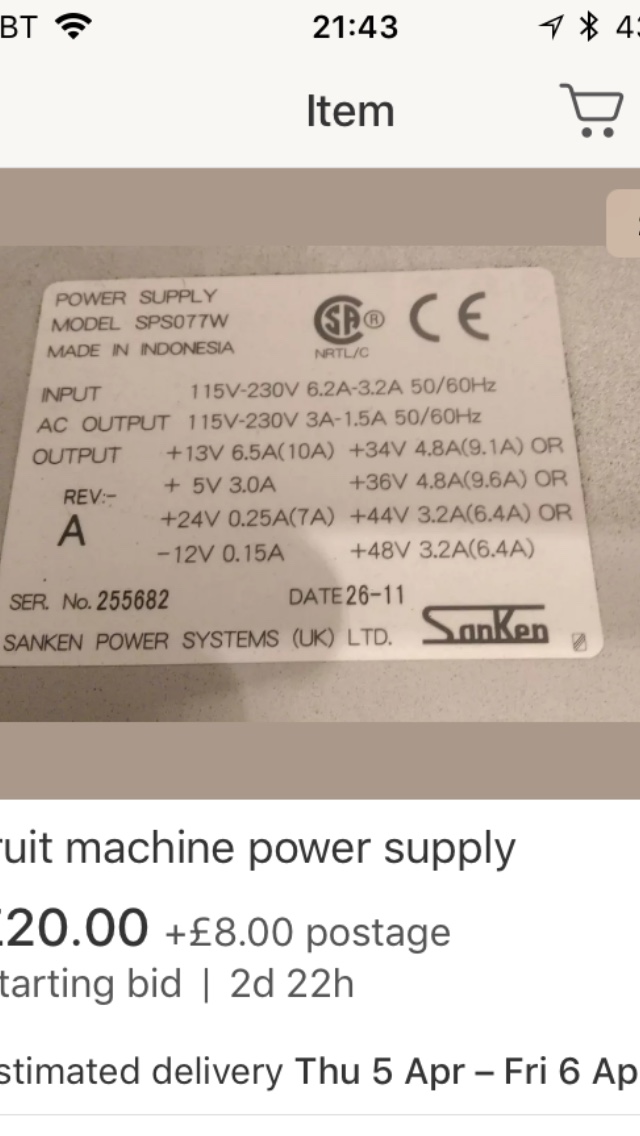 BT 21:43
Item
POWER SUPPLY
MODEL SPS077W
MADE IN INDONESIA
SA ® CE
NRTL/C
INPUT 115V-230V 6.2A-3.2A 50/60Hz
AC OUTPUT 115V-230V 3A-1.5A 50/60Hz
OUTPUT +13V 6.5A(10A) +34V 4.8A(9.1A) OR
+ 5V 3.0A +36V 4.8A(9.6A) OR
REV:-
A
+24V 0.25A(7A) +44V 3.2A(6.4A) OR
-12V 0.15A +48V 3.2A(6.4A)
SER. No. 255682 DATE 26-11
SANKEN POWER SYSTEMS (UK) LTD. SanKen
ruit machine power supply
£20.00 +£8.00 postage
tarting bid | 2d 22h
stimated delivery Thu 5 Apr – Fri 6 Ap